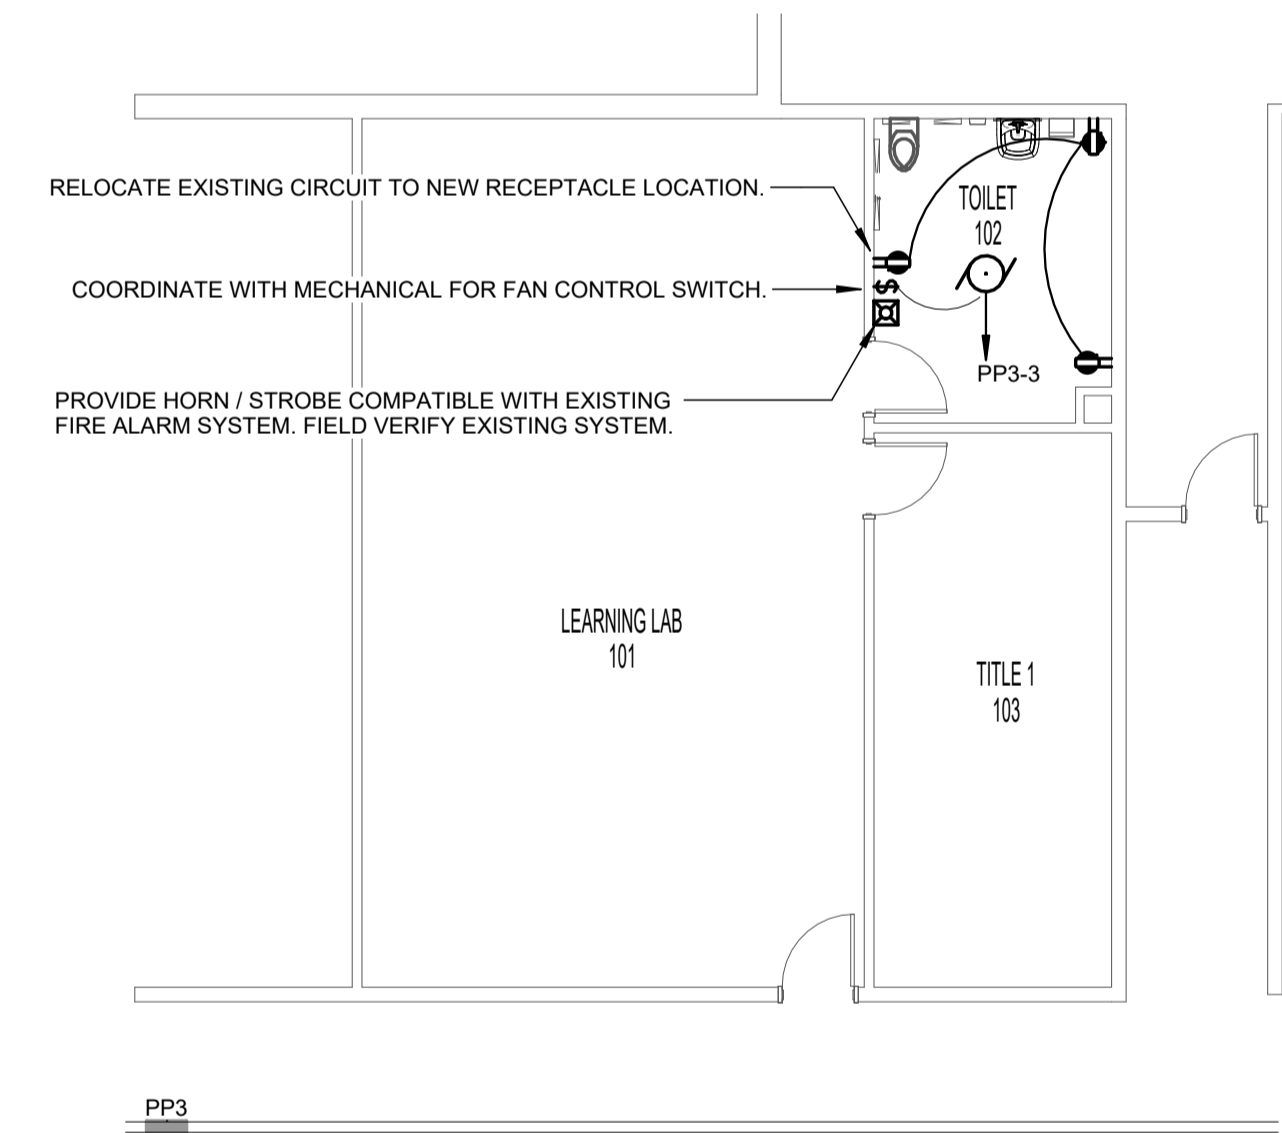 RELOCATE EXISTING CIRCUIT TO NEW RECEPTACLE LOCATION.
TOILET
102
S
COORDINATE WITH MECHANICAL FOR FAN CONTROL SWITCH.
PP3-3
PROVIDE HORN / STROBE COMPATIBLE WITH EXISTING
FIRE ALARM SYSTEM. FIELD VERIFY EXISTING SYSTEM.
LEARNING LAB
101
TITLE 1
103
PP3